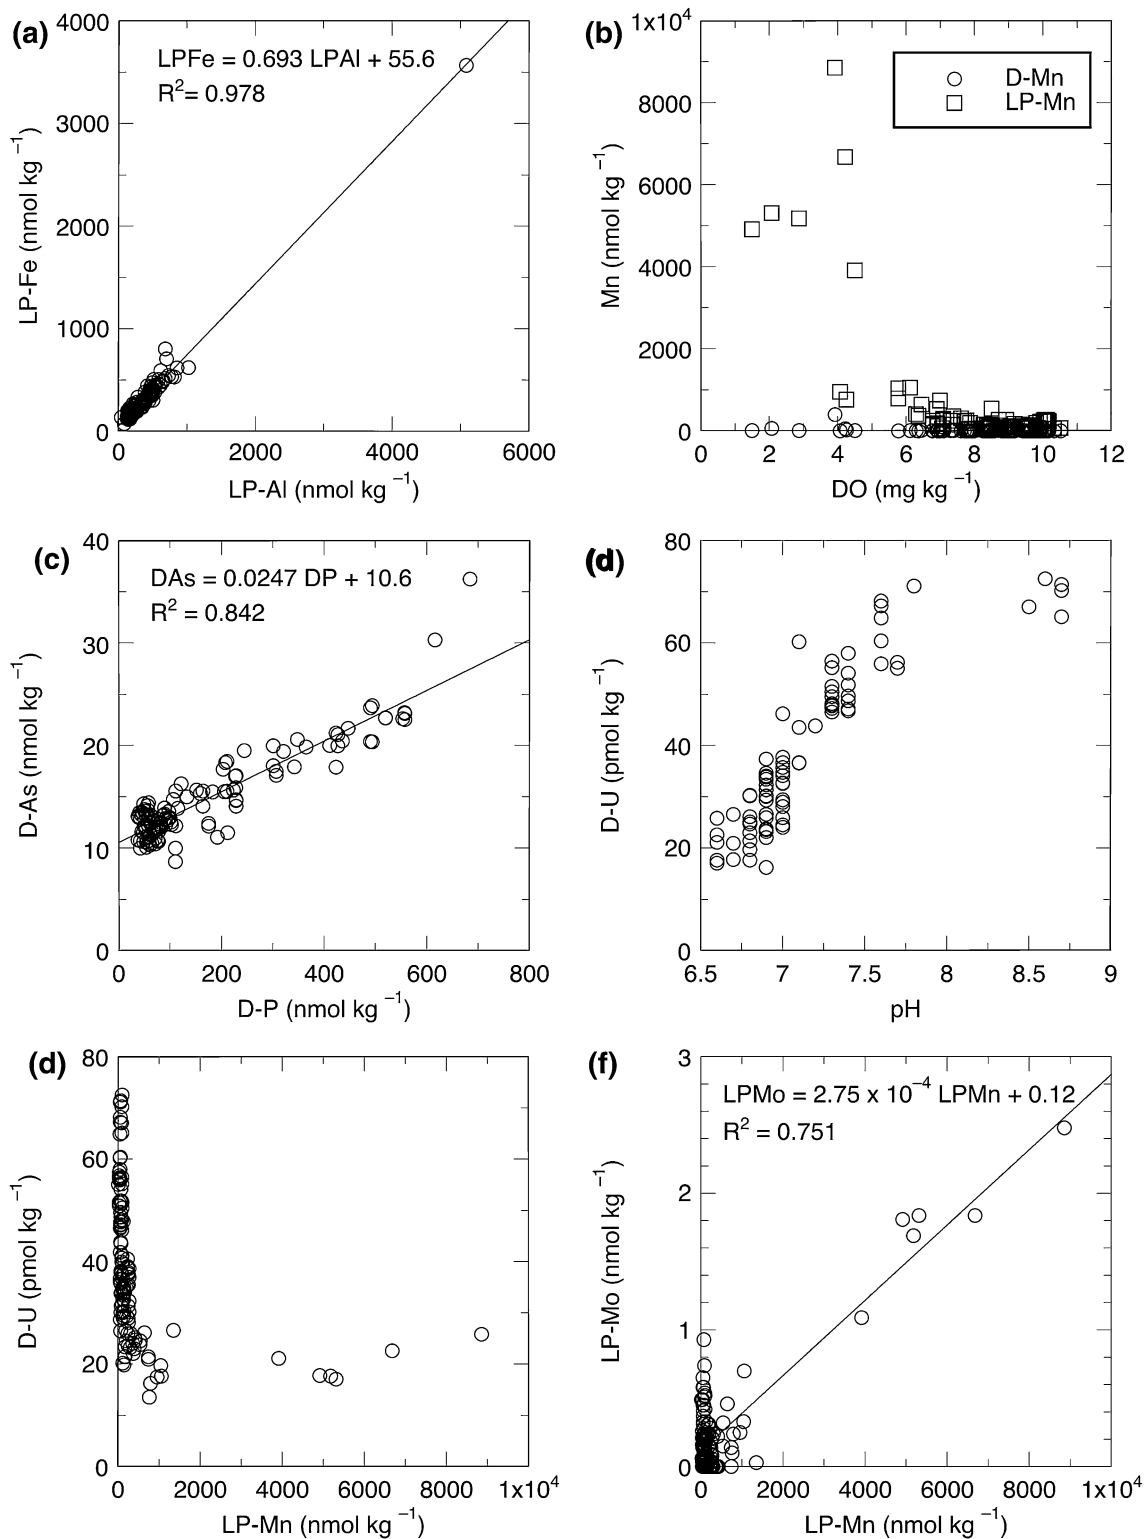 (a)
4000
3000
2000
1000
0
LP-Fe (nmol kg⁻¹)
LPFe = 0.693 LPAl + 55.6
R²= 0.978
0 2000 4000 6000
LP-Al (nmol kg⁻¹)
(b)
1x10⁴
8000
6000
4000
2000
0
Mn (nmol kg⁻¹)
D-Mn
LP-Mn
0 2 4 6 8 10 12
DO (mg kg⁻¹)
(c)
40
30
20
10
0
D-As (nmol kg⁻¹)
DAs = 0.0247 DP + 10.6
R² = 0.842
0 200 400 600 800
D-P (nmol kg⁻¹)
(d)
80
60
40
20
0
D-U (pmol kg⁻¹)
6.5 7 7.5 8 8.5 9
pH
(d)
80
60
40
20
0
D-U (pmol kg⁻¹)
0 2000 4000 6000 8000 1x10⁴
LP-Mn (nmol kg⁻¹)
(f)
3
2
1
0
LP-Mo (nmol kg⁻¹)
LPMo = 2.75 x 10⁻⁴ LPMn + 0.12
R² = 0.751
0 2000 4000 6000 8000 10⁴
LP-Mn (nmol kg⁻¹)